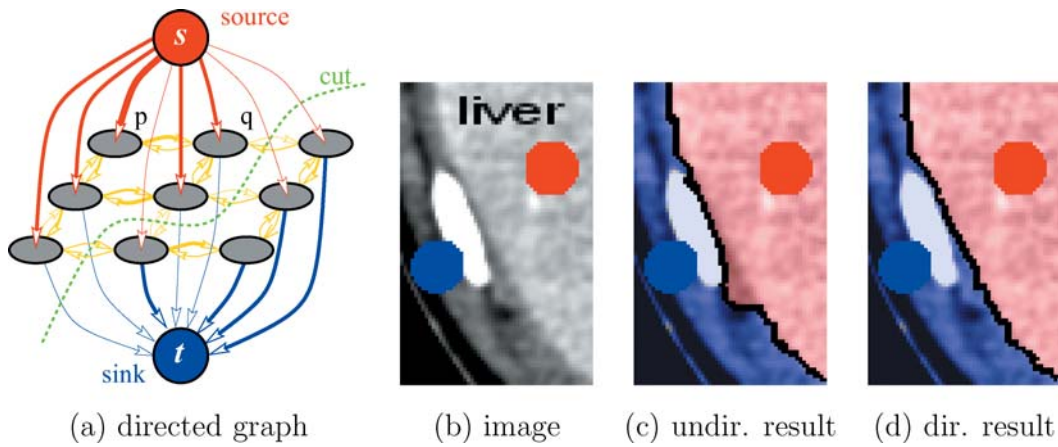 s
source
cut
p
q
t
sink
liver
(a) directed graph
(b) image
(c) undir. result
(d) dir. result